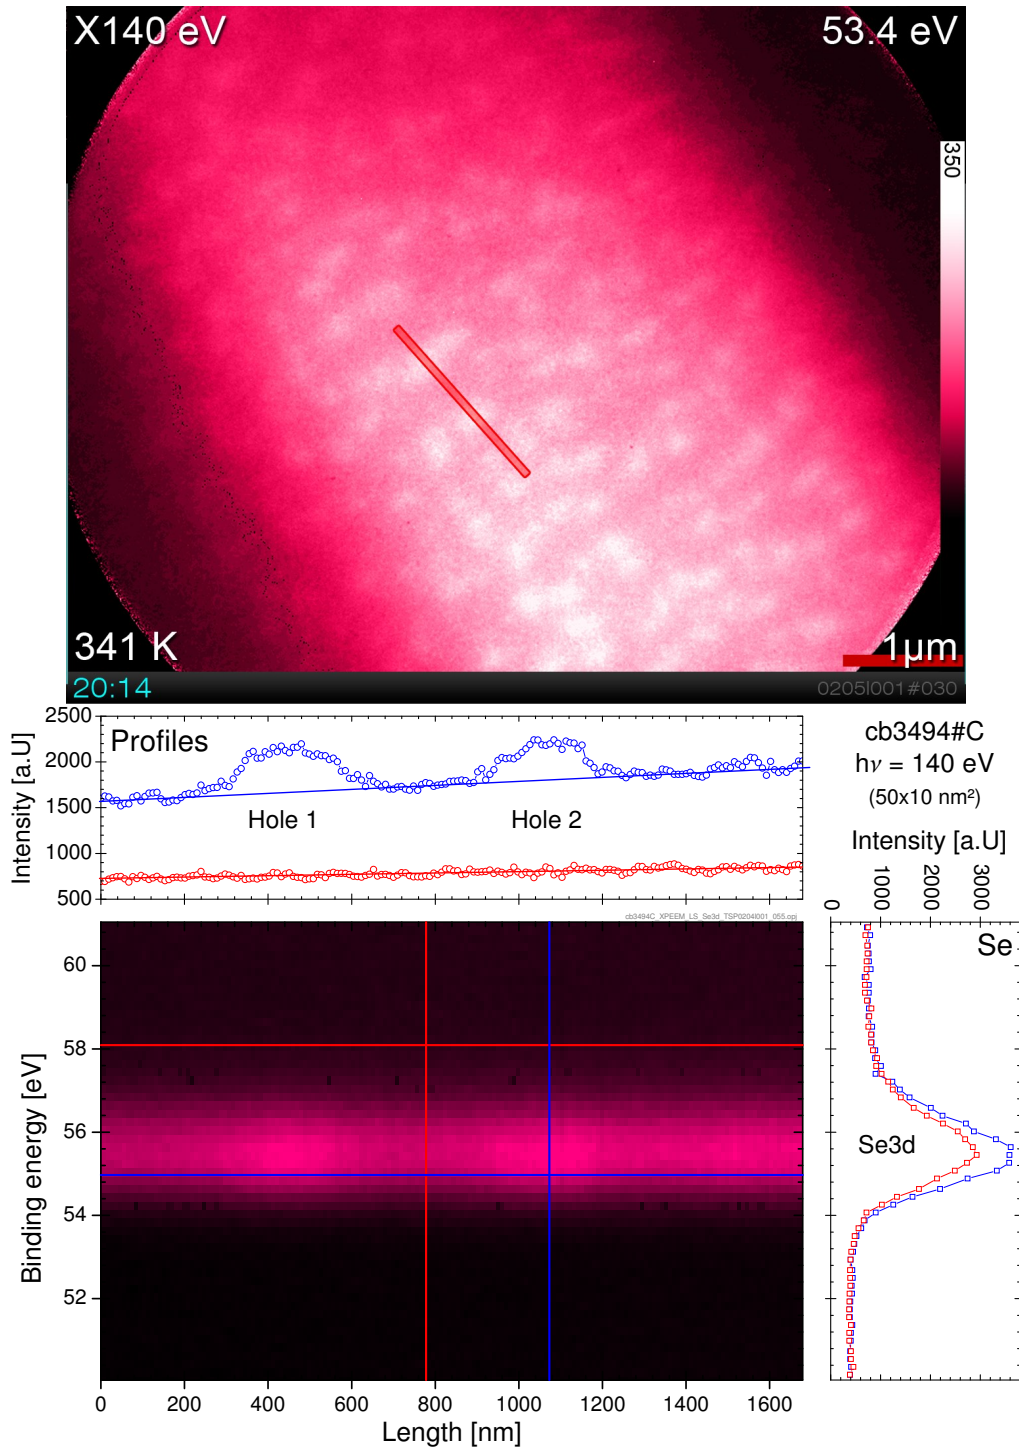 X140 eV
53.4 eV
350
341 K
1µm
20:14
0205I001#030
2500
2000
1500
1000
500
Intensity [a.U]
Profiles
Hole 1
Hole 2
cb3494#C
hν = 140 eV
(50x10 nm²)
Intensity [a.U]
0
1000
2000
3000
cb3494C_XPEEM_LS_Se3d_TSP0204I001_055.opj
Se
Se3d
60
58
56
54
52
Binding energy [eV]
0 200 400 600 800 1000 1200 1400 1600
Length [nm]